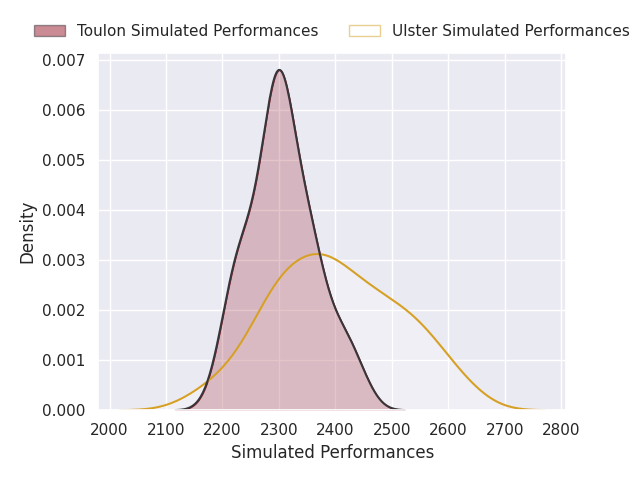 Toulon Simulated Performances
Ulster Simulated Performances
0.007
0.006
0.005
0.004
0.003
0.002
0.001
0.000
Density
2000 2100 2200 2300 2400 2500 2600 2700 2800
Simulated Performances